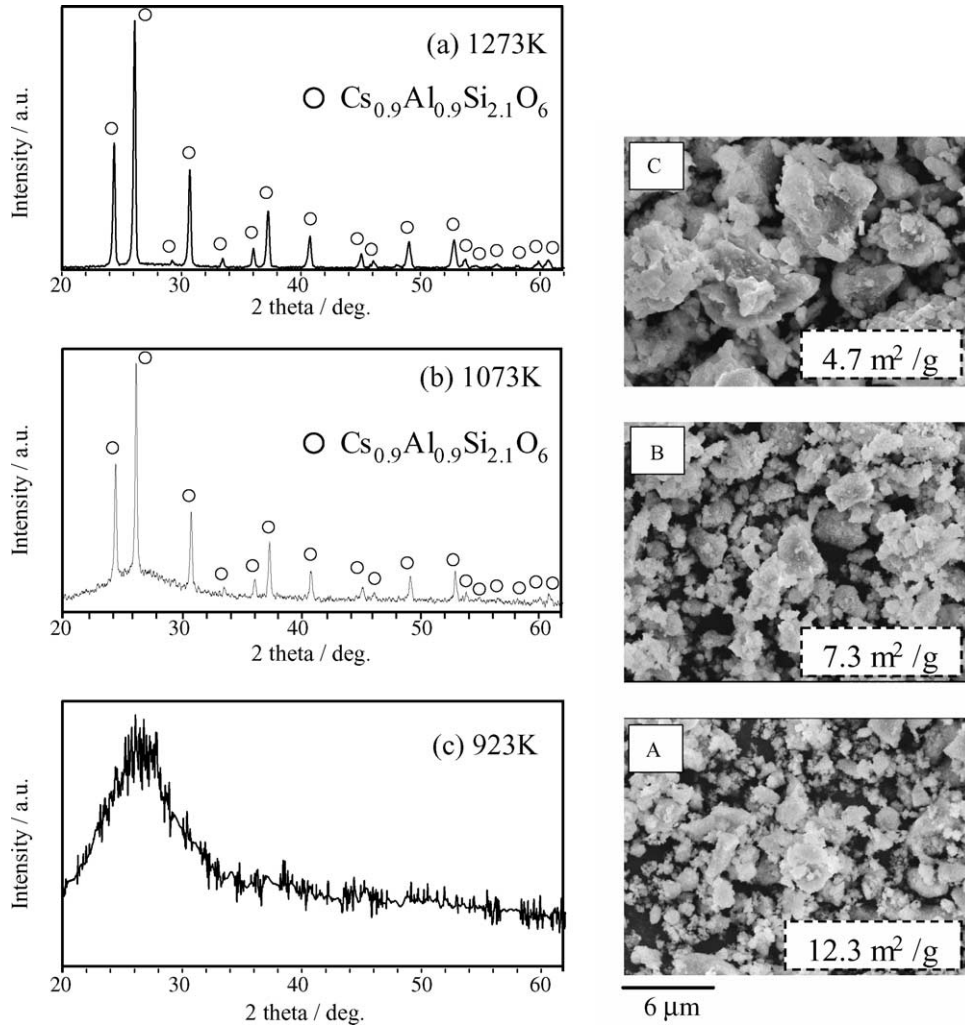 (a) 1273K
○ Cs0.9Al0.9Si2.1O6
Intensity / a.u.
20 30 40 50 60
2 theta / deg.
(b) 1073K
○ Cs0.9Al0.9Si2.1O6
Intensity / a.u.
20 30 40 50 60
2 theta / deg.
(c) 923K
Intensity / a.u.
20 30 40 50 60
2 theta / deg.
C
4.7 m² /g
B
7.3 m² /g
A
12.3 m² /g
6 μm